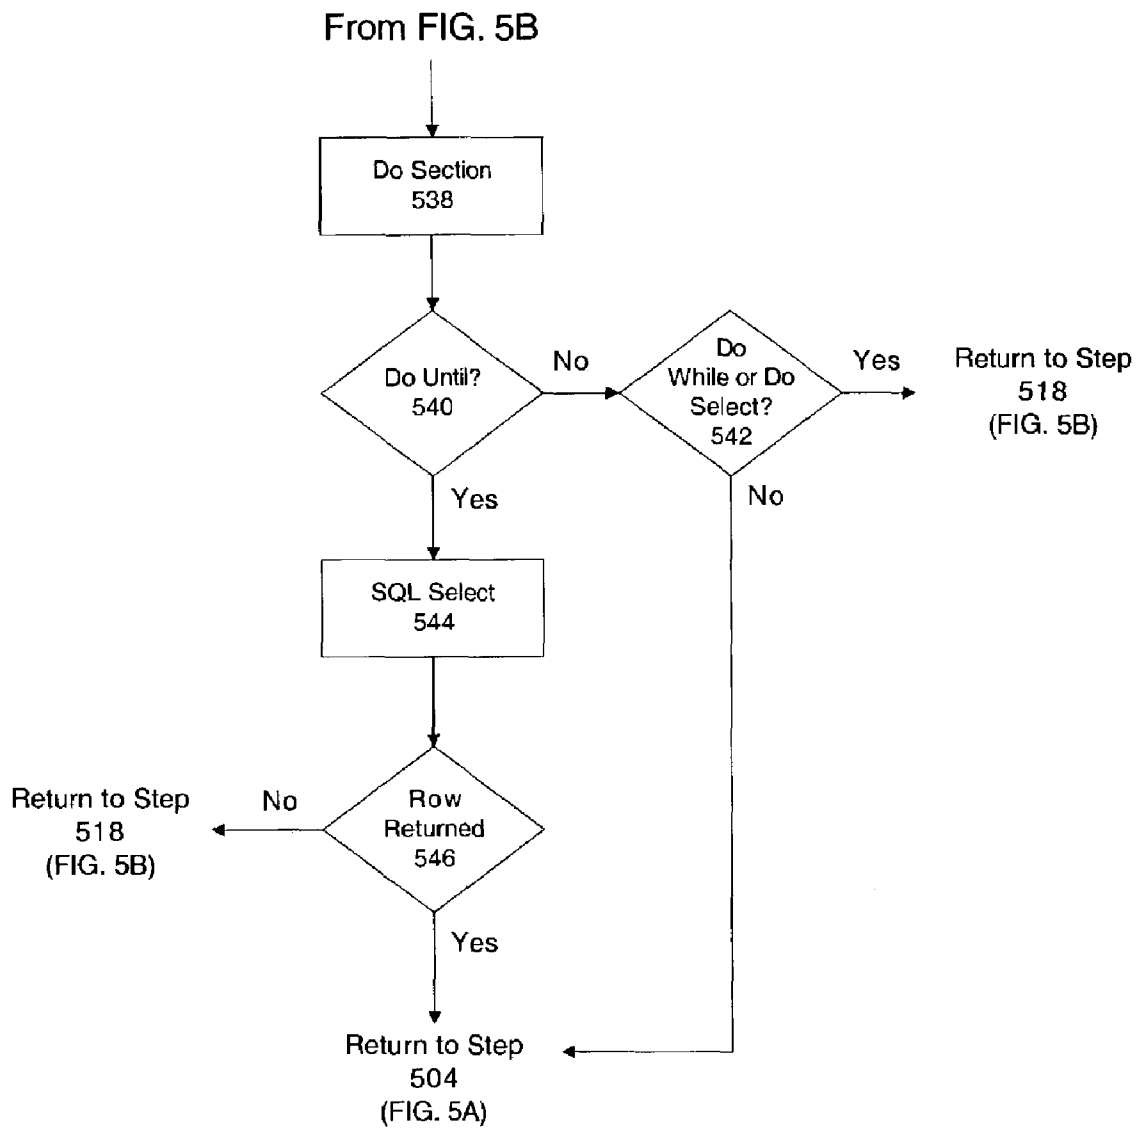 From FIG. 5B
Do Section
538
Do Until?
540
No
Do
While or Do
Select?
542
Yes
Return to Step
518
(FIG. 5B)
Yes
No
SQL Select
544
Row
Returned
546
No
Return to Step
518
(FIG. 5B)
Yes
Return to Step
504
(FIG. 5A)